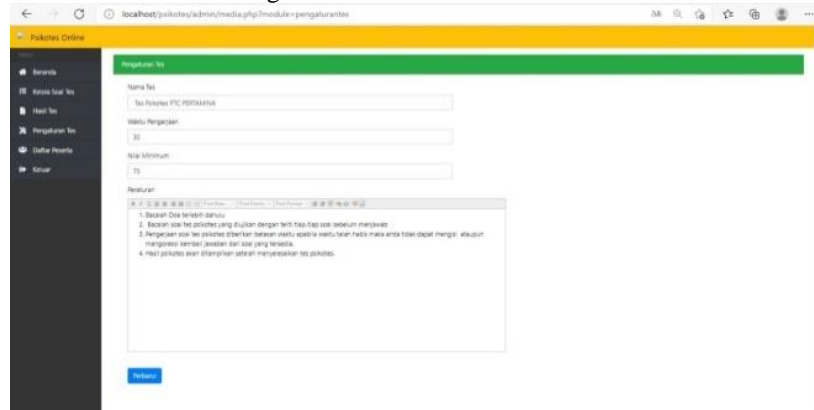 localhost/psikotes/admin/media.php?module=pengaturantes
Psikotes Online
Beranda
Kelola Soal Tes
Hasil Tes
Pengaturan Tes
Daftar Peserta
Keluar
Pengaturan Tes
Nama Tes
Tes Psikotes PTC PERTAMINA
Waktu Pengerjaan
30
Nilai Minimum
75
Peraturan
1. Bacalah Doa terlebih dahulu
2. Bacalah soal tes psikotes yang diujikan dengan teliti tiap-tiap soal sebelum menjawab
3. Pengerjaan soal tes psikotes diberikan batasan waktu apabila waktu telah habis maka anda tidak dapat mengisi ataupun
mengoreksi kembali jawaban dari soal yang tersedia.
4. Hasil psikotes akan ditampilkan setelah menyelesaikan tes psikotes.
Perbarui